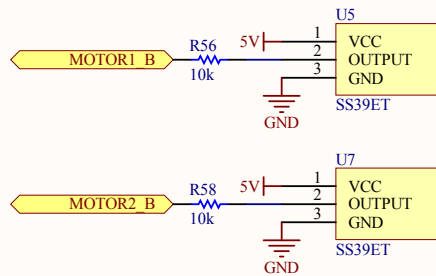 U5
5V 1 VCC
MOTOR1_B R56 2 OUTPUT
10k 3 GND
SS39ET
GND
U7
5V 1 VCC
MOTOR2_B R58 2 OUTPUT
10k 3 GND
SS39ET
GND